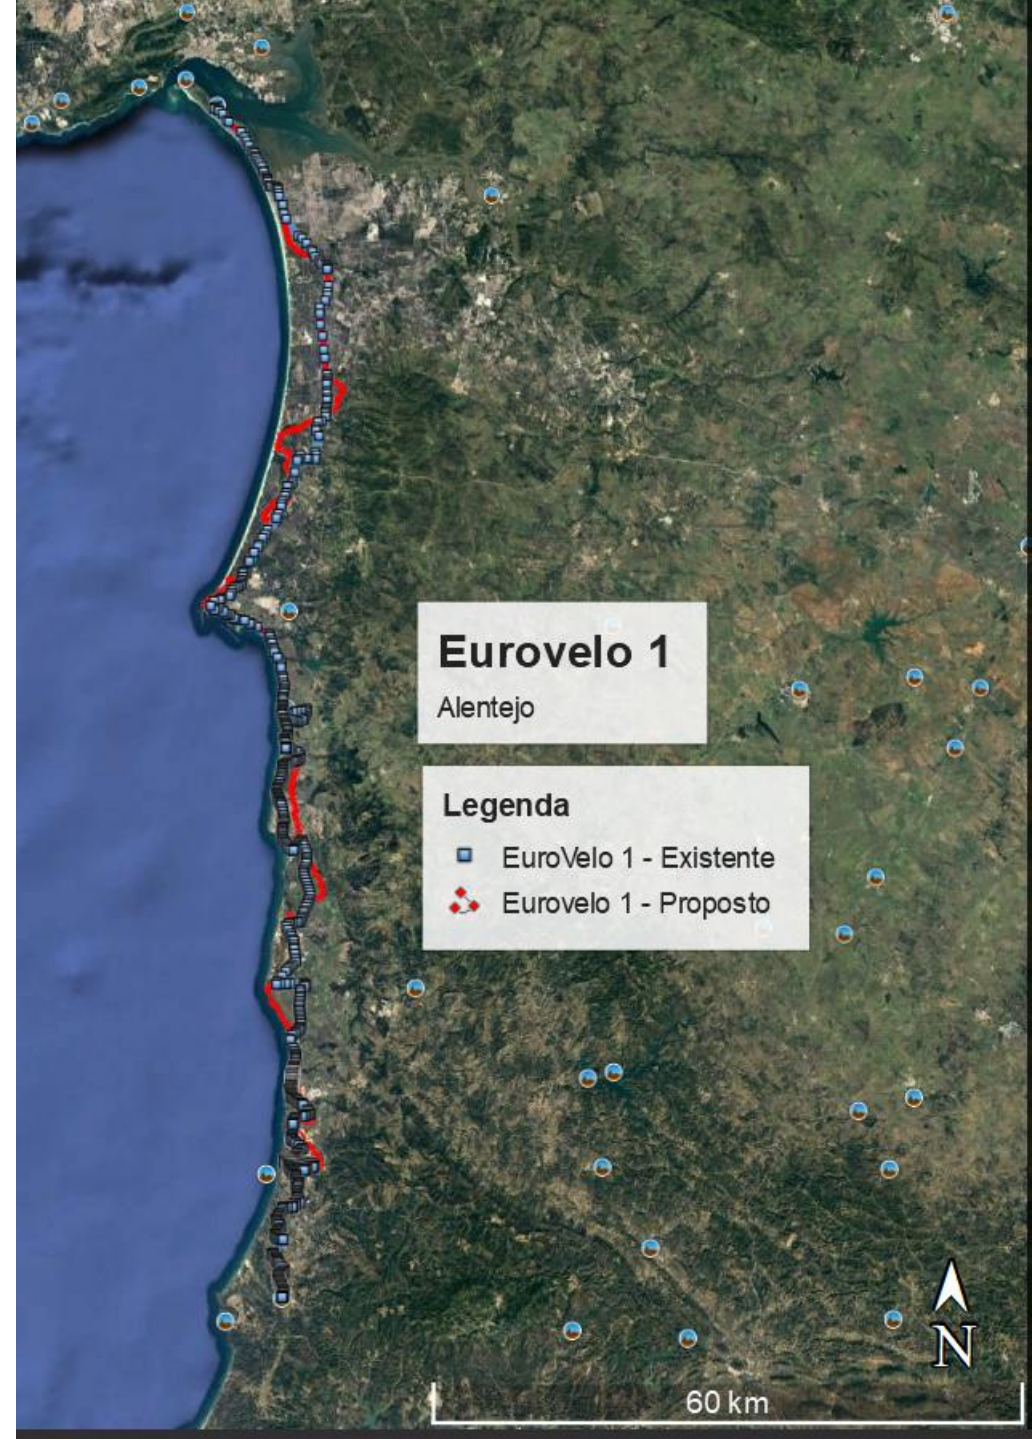 Eurovelo 1
Alentejo
Legenda
EuroVelo 1 - Existente
Eurovelo 1 - Proposto
N
60 km